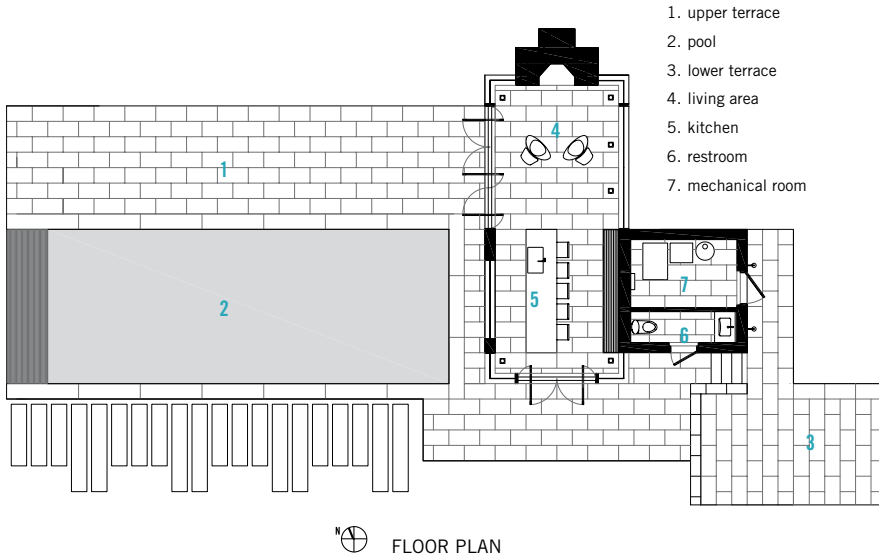 1. upper terrace
2. pool
3. lower terrace
4. living area
5. kitchen
6. restroom
7. mechanical room
4
1
7
2
5
6
3
N
FLOOR PLAN